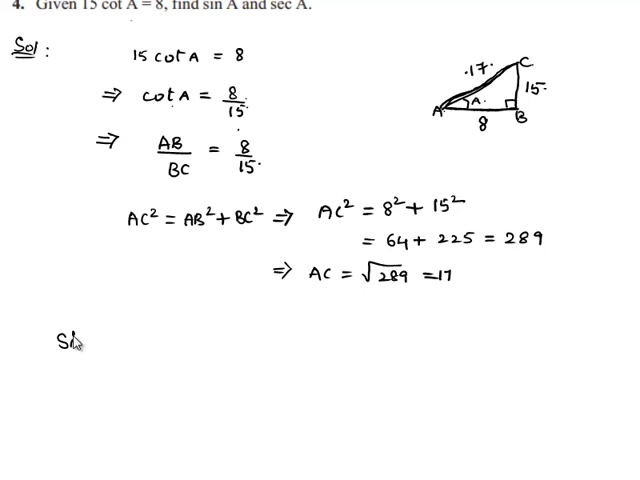 4. Given 15 cot A = 8, find sin A and sec A.
Sol :
15 cot A = 8
⇒ cot A = 8/15
⇒ AB/BC = 8/15
C
17
15
A
A
B
8
AC² = AB² + BC² ⇒ AC² = 8² + 15²
= 64 + 225 = 289
⇒ AC = √289 = 17
Si